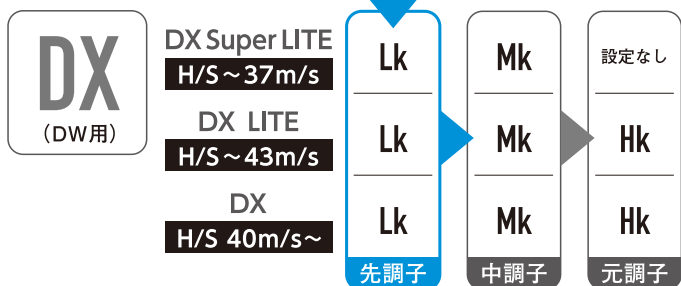 DX
(DW用)
DX Super LITE
H/S~37m/s
Lk
Mk
設定なし
DX LITE
H/S~43m/s
Lk
Mk
Hk
DX
H/S 40m/s~
Lk
Mk
Hk
先調子
中調子
元調子